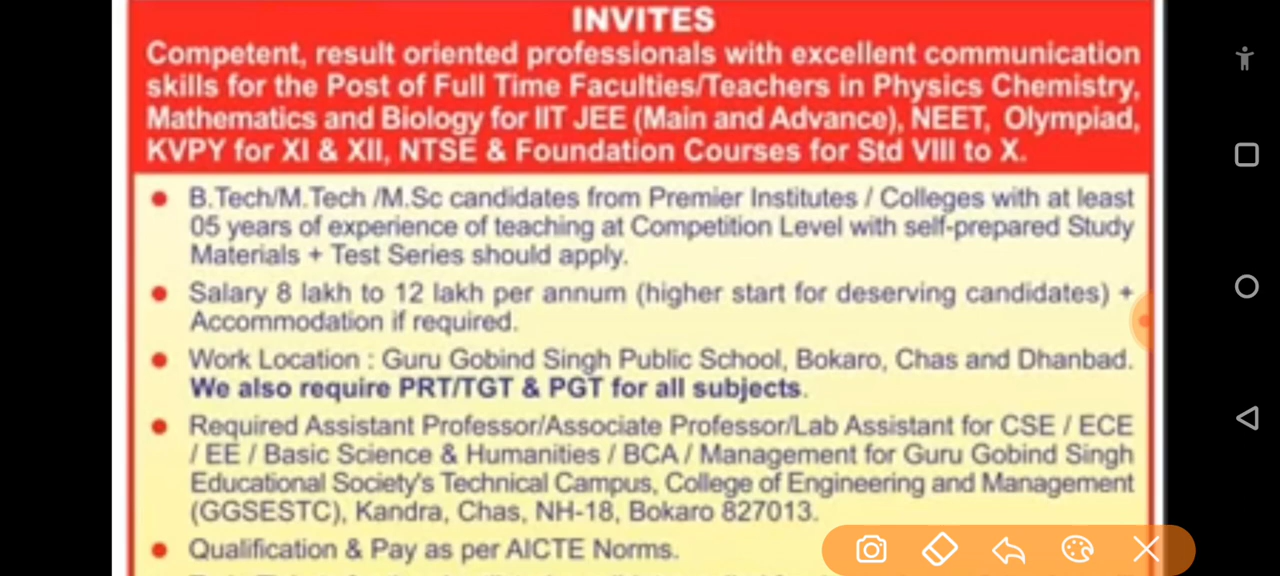 INVITES
Competent, result oriented professionals with excellent communication
skills for the Post of Full Time Faculties/Teachers in Physics Chemistry,
Mathematics and Biology for IIT JEE (Main and Advance), NEET, Olympiad,
KVPY for XI & XII, NTSE & Foundation Courses for Std VIII to X.
• B.Tech/M.Tech /M.Sc candidates from Premier Institutes / Colleges with at least
05 years of experience of teaching at Competition Level with self-prepared Study
Materials + Test Series should apply.
• Salary 8 lakh to 12 lakh per annum (higher start for deserving candidates) +
Accommodation if required.
• Work Location : Guru Gobind Singh Public School, Bokaro, Chas and Dhanbad.
We also require PRT/TGT & PGT for all subjects.
• Required Assistant Professor/Associate Professor/Lab Assistant for CSE / ECE
/ EE / Basic Science & Humanities / BCA / Management for Guru Gobind Singh
Educational Society's Technical Campus, College of Engineering and Management
(GGSESTC), Kandra, Chas, NH-18, Bokaro 827013.
• Qualification & Pay as per AICTE Norms.